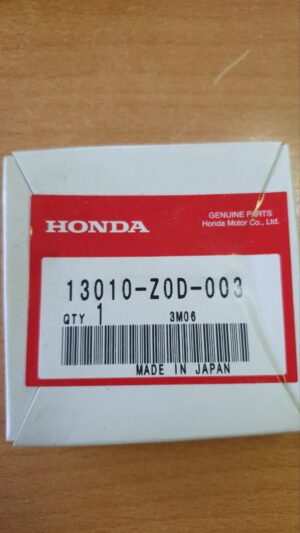 HONDA
GENUINE PARTS
Honda Motor Co., Ltd.
13010-Z0D-003
QTY 1 3M06
MADE IN JAPAN